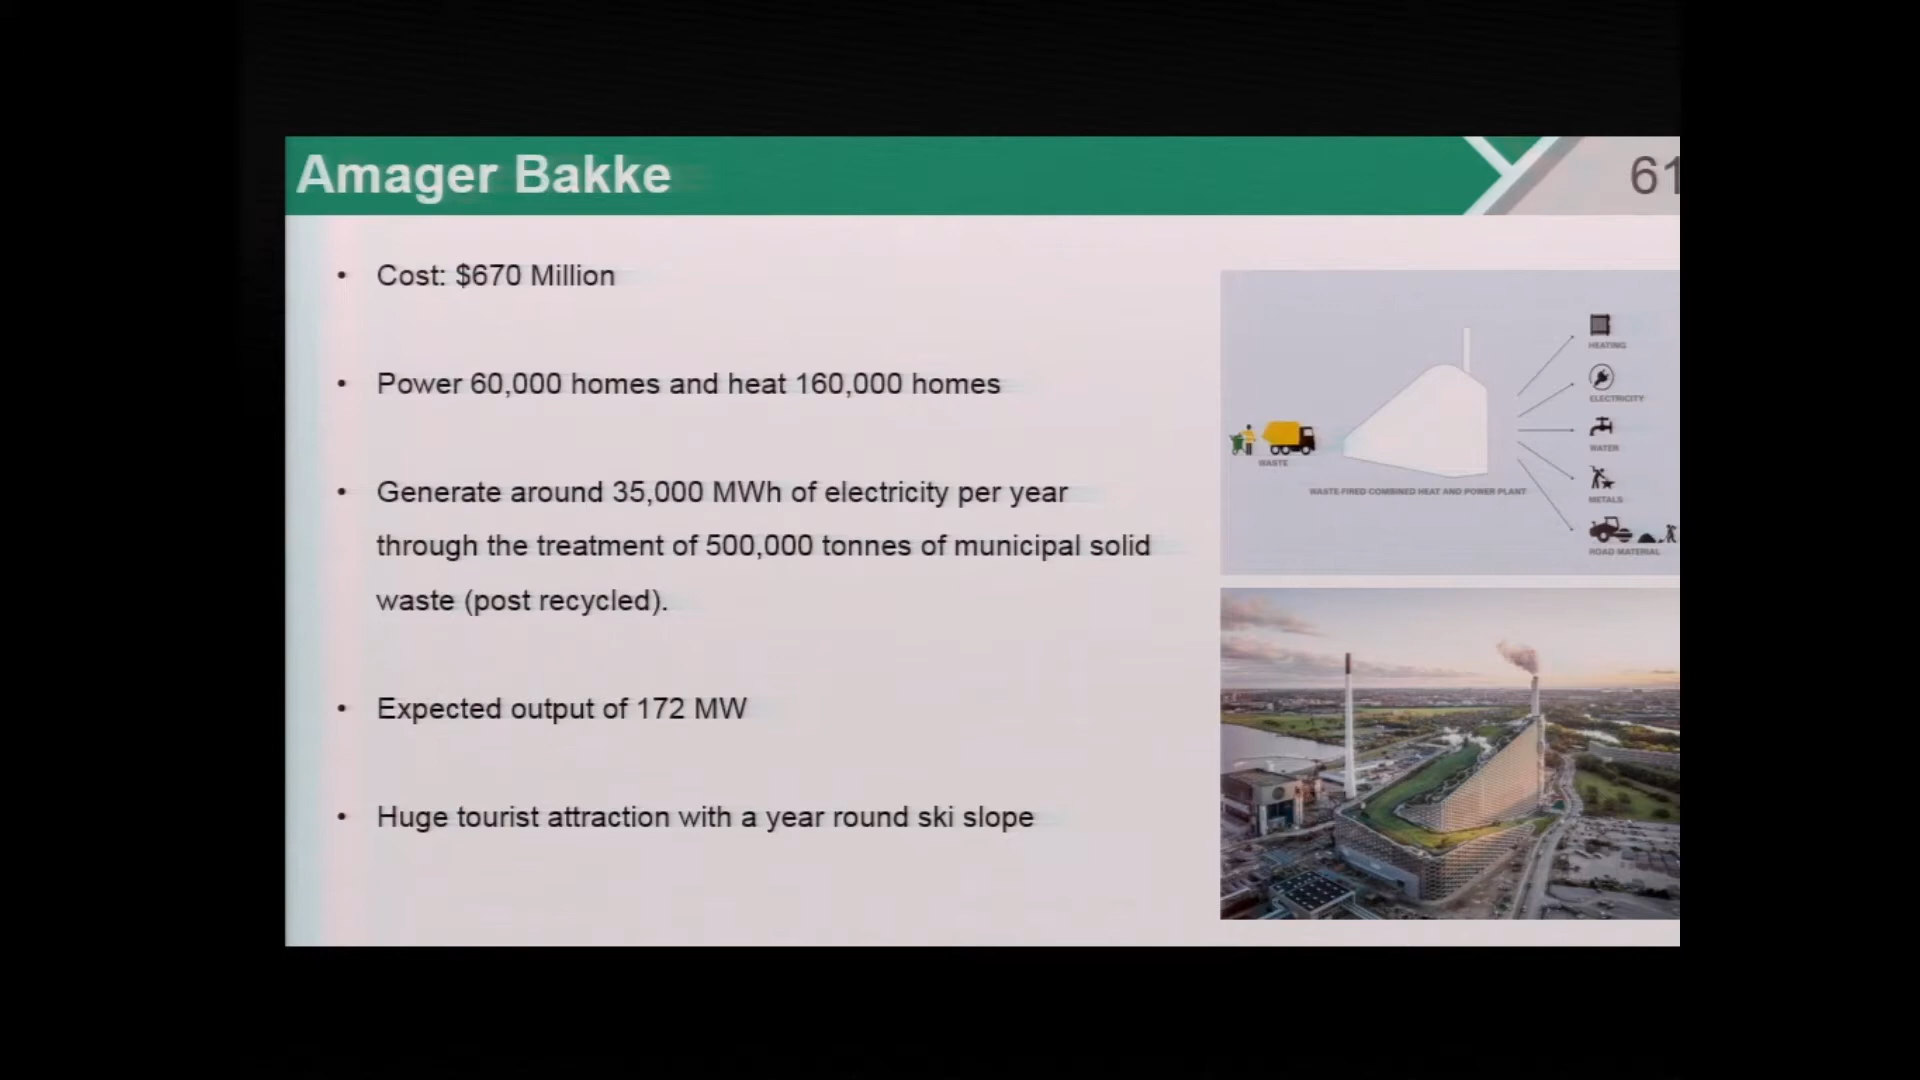 Amager Bakke
61
• Cost: $670 Million
• Power 60,000 homes and heat 160,000 homes
• Generate around 35,000 MWh of electricity per year
through the treatment of 500,000 tonnes of municipal solid
waste (post recycled).
• Expected output of 172 MW
• Huge tourist attraction with a year round ski slope
HEATING
ELECTRICITY
WATER
WASTE
METALS
WASTE-FIRED COMBINED HEAT AND POWER PLANT
ROAD MATERIAL